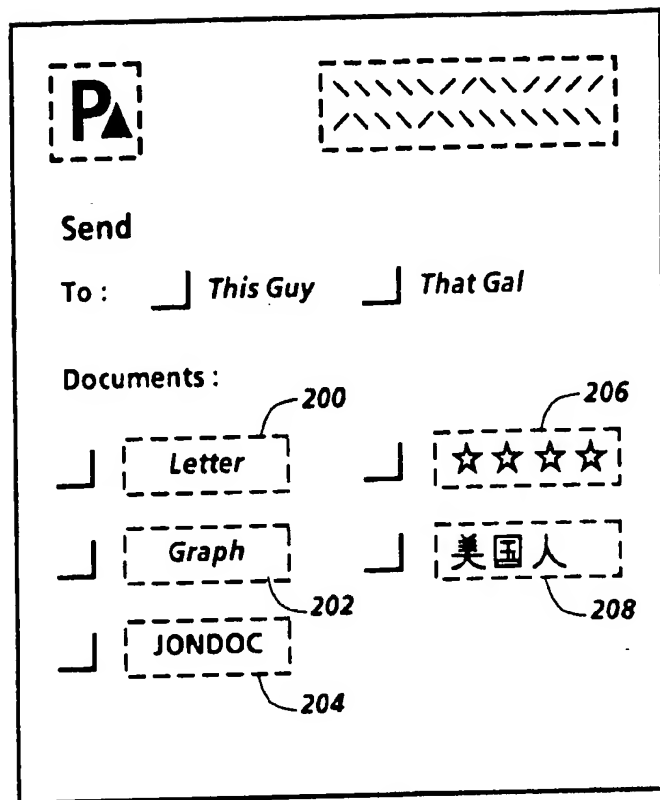 P
Send
To : This Guy That Gal
Documents :
200 206
Letter ☆☆☆☆
Graph 美国人
202 208
JONDOC
204